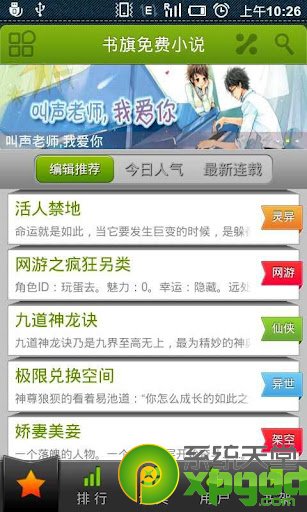 上午 10:26
书旗免费小说
叫声老师,我爱你
叫声老师,我爱你
编辑推荐 今日人气 最新连载
活人禁地
命运就是如此，当它要发生巨变的时候，是躲
灵异
网游之疯狂另类
角色ID：玩蛋去。魅力：0。幸运：隐藏。远处
网游
九道神龙诀
九道神龙诀乃是九界至高无上，最为精妙的神
仙侠
极限兑换空间
神尊狼狈的看着易池道：“你怎么成长的如此
异世
娇妻美妾
一个落魄的人物。一个
架空
系统天堂
xpgod
排行
用户